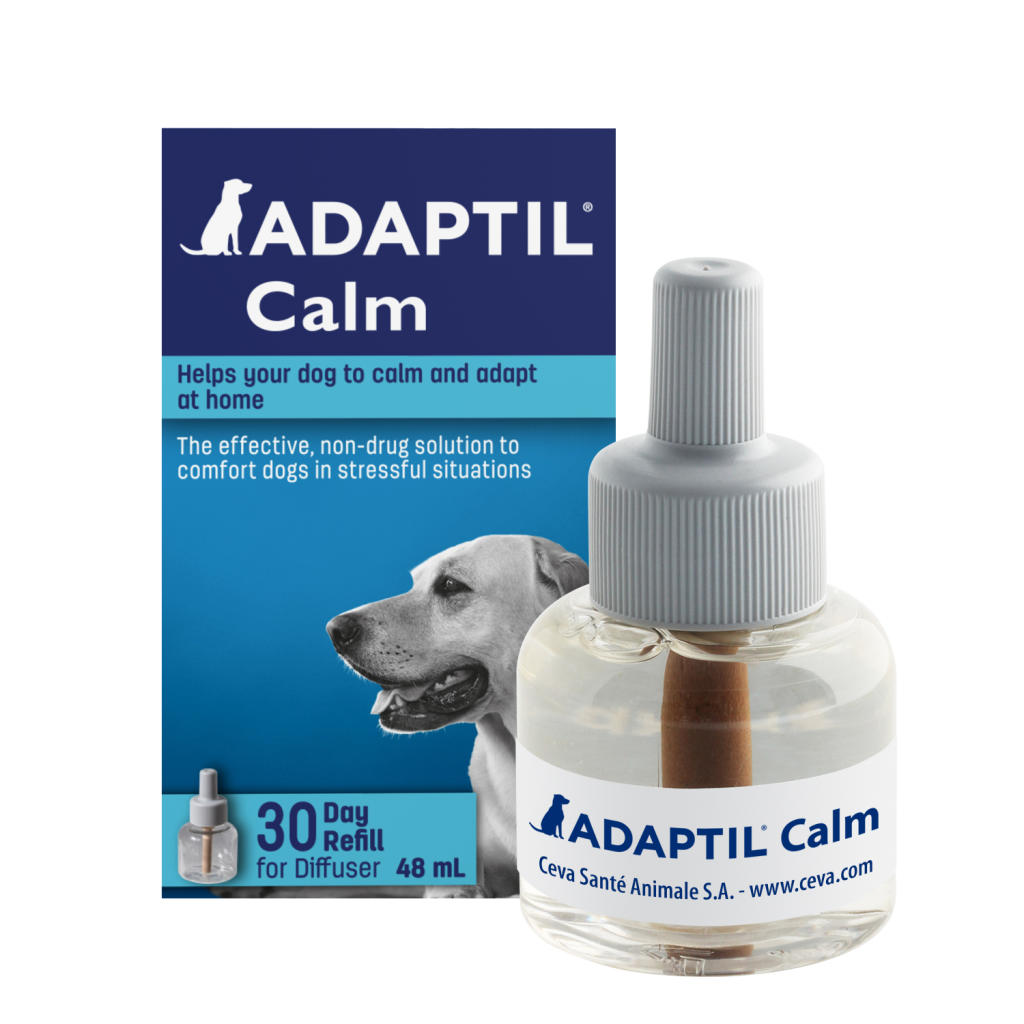 ADAPTIL®
Calm
Helps your dog to calm and adapt
at home
The effective, non-drug solution to
comfort dogs in stressful situations
30 Day
Refill
for Diffuser 48 mL
ADAPTIL® Calm
Ceva Santé Animale S.A. - www.ceva.com